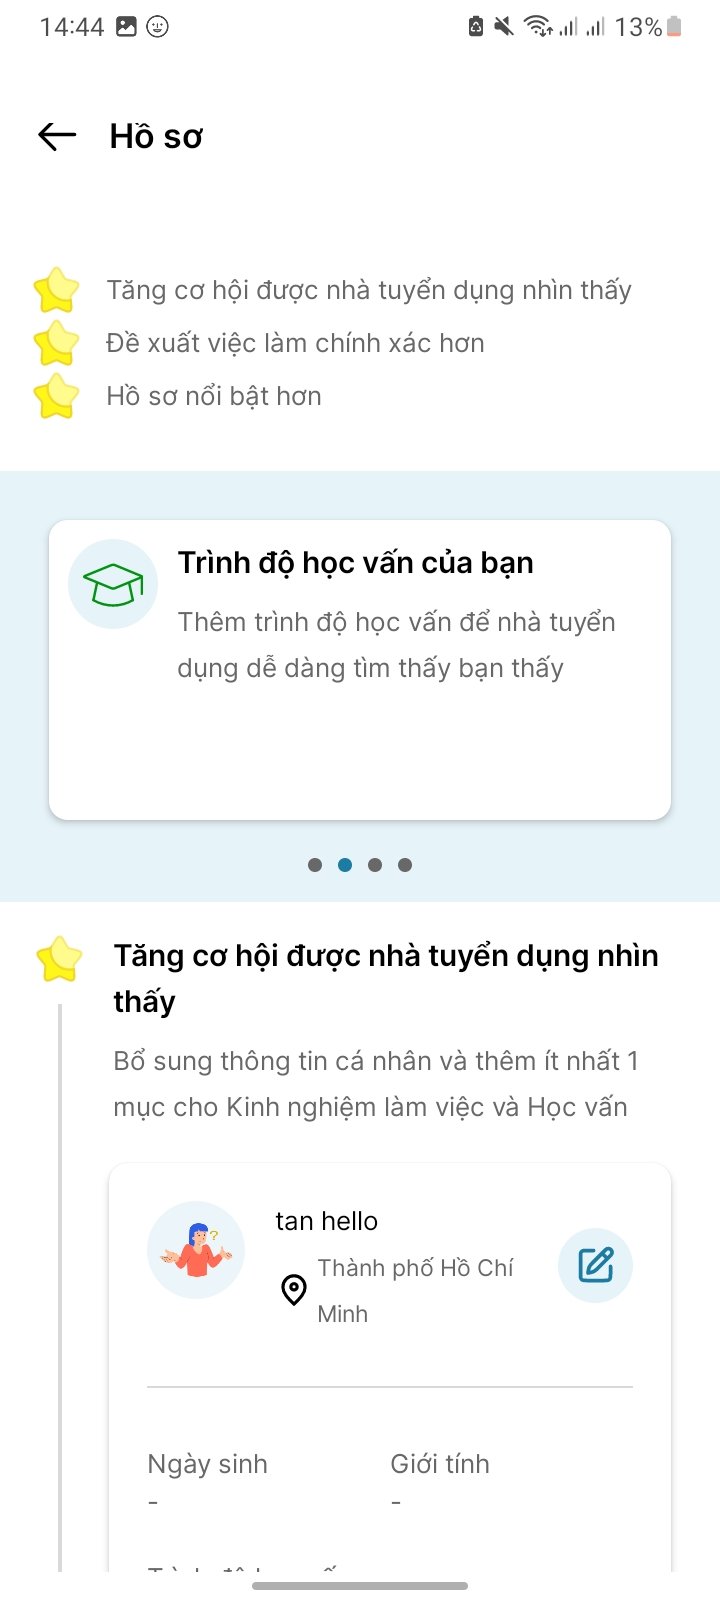 14:44
13%
Hồ sơ
Tăng cơ hội được nhà tuyển dụng nhìn thấy
Đề xuất việc làm chính xác hơn
Hồ sơ nổi bật hơn
Trình độ học vấn của bạn
Thêm trình độ học vấn để nhà tuyển
dụng dễ dàng tìm thấy bạn thấy
Tăng cơ hội được nhà tuyển dụng nhìn
thấy
Bổ sung thông tin cá nhân và thêm ít nhất 1
mục cho Kinh nghiệm làm việc và Học vấn
tan hello
Thành phố Hồ Chí
Minh
Ngày sinh
Giới tính
-
-